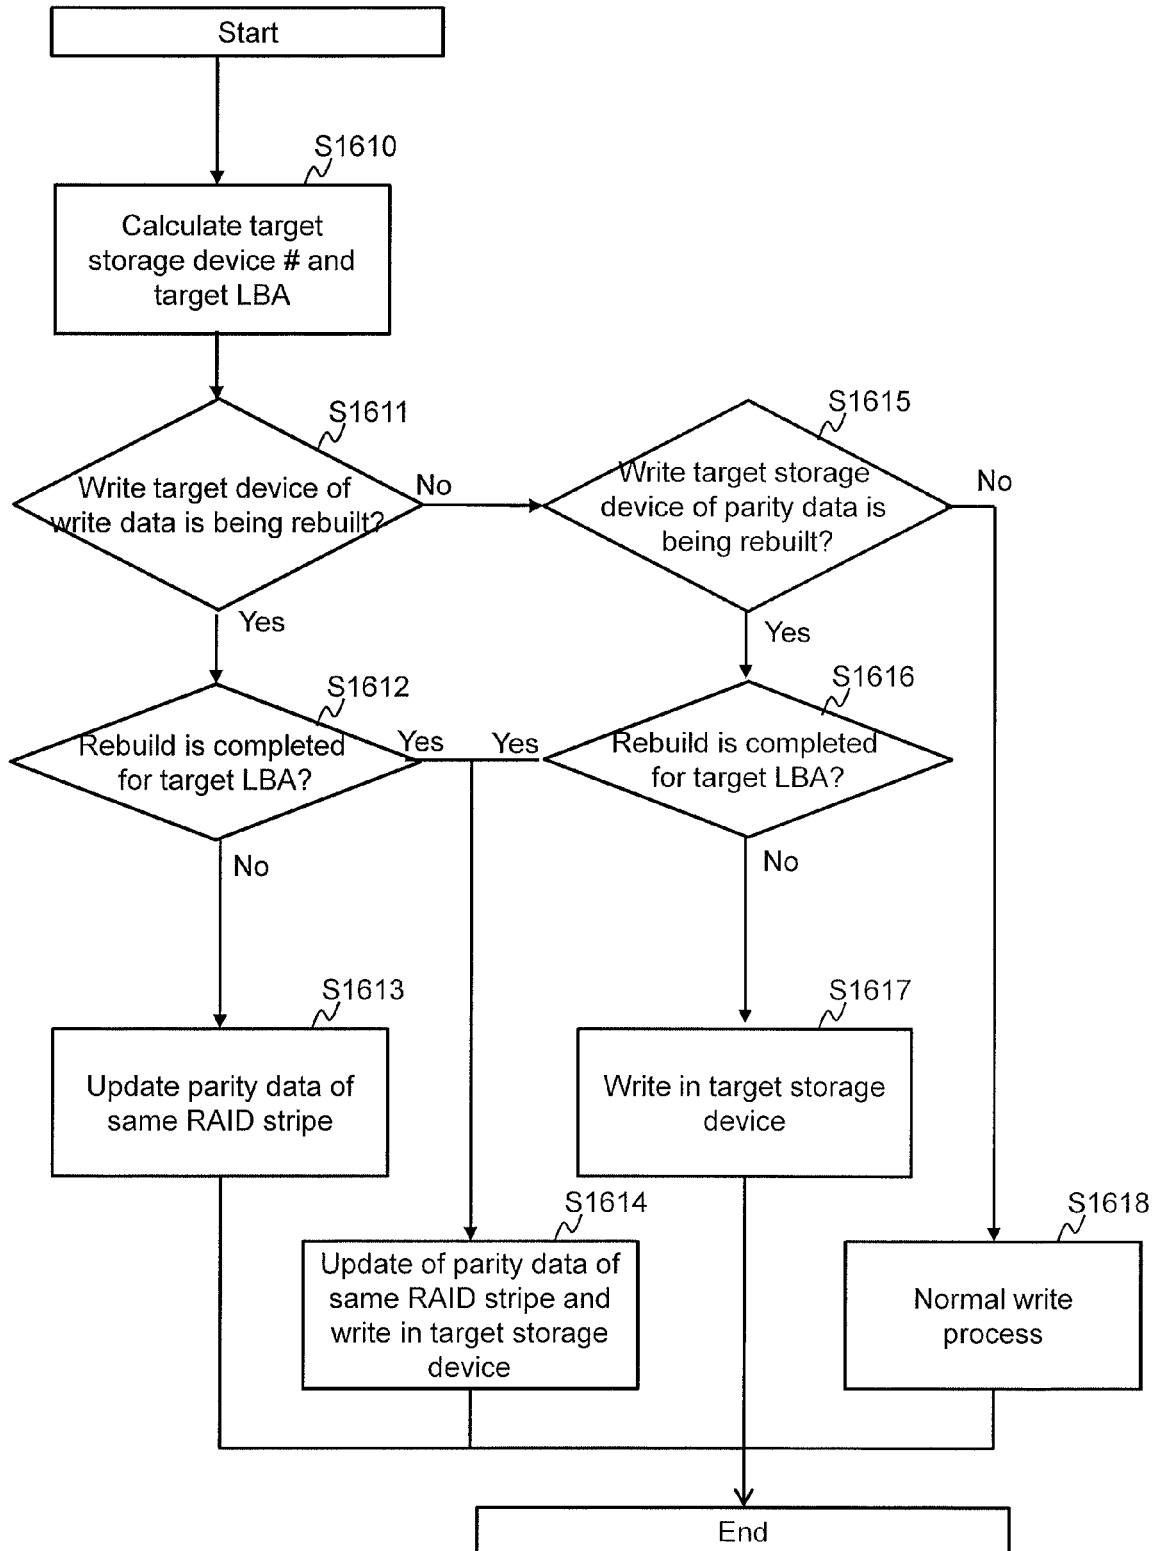 Start
S1610
Calculate target
storage device # and
target LBA
S1611
Write target device of
write data is being rebuilt?
No
Yes
S1615
Write target storage
device of parity data is
being rebuilt?
No
Yes
S1612
Rebuild is completed
for target LBA?
Yes
No
S1616
Rebuild is completed
for target LBA?
Yes
No
S1613
Update parity data of
same RAID stripe
S1617
Write in target storage
device
S1614
Update of parity data of
same RAID stripe and
write in target storage
device
S1618
Normal write
process
End